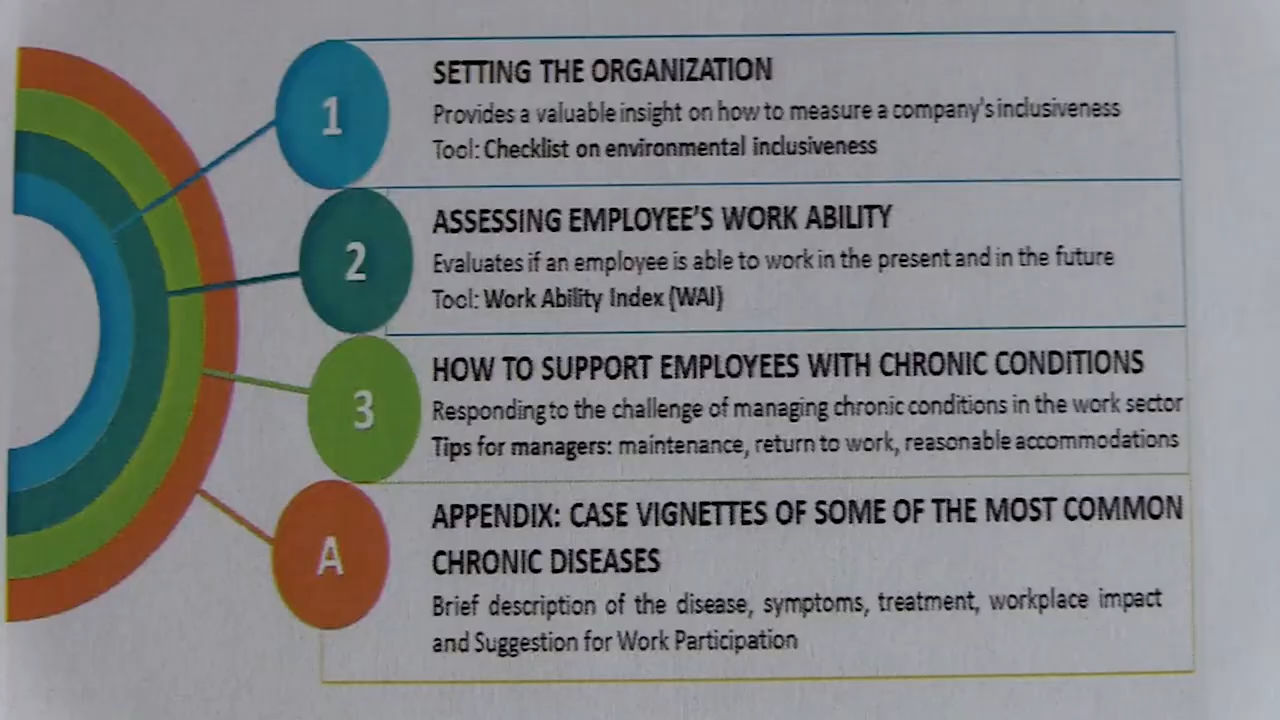 1
SETTING THE ORGANIZATION
Provides a valuable insight on how to measure a company's inclusiveness
Tool: Checklist on environmental inclusiveness
2
ASSESSING EMPLOYEE'S WORK ABILITY
Evaluates if an employee is able to work in the present and in the future
Tool: Work Ability Index (WAI)
3
HOW TO SUPPORT EMPLOYEES WITH CHRONIC CONDITIONS
Responding to the challenge of managing chronic conditions in the work sector
Tips for managers: maintenance, return to work, reasonable accommodations
A
APPENDIX: CASE VIGNETTES OF SOME OF THE MOST COMMON
CHRONIC DISEASES
Brief description of the disease, symptoms, treatment, workplace impact
and Suggestion for Work Participation